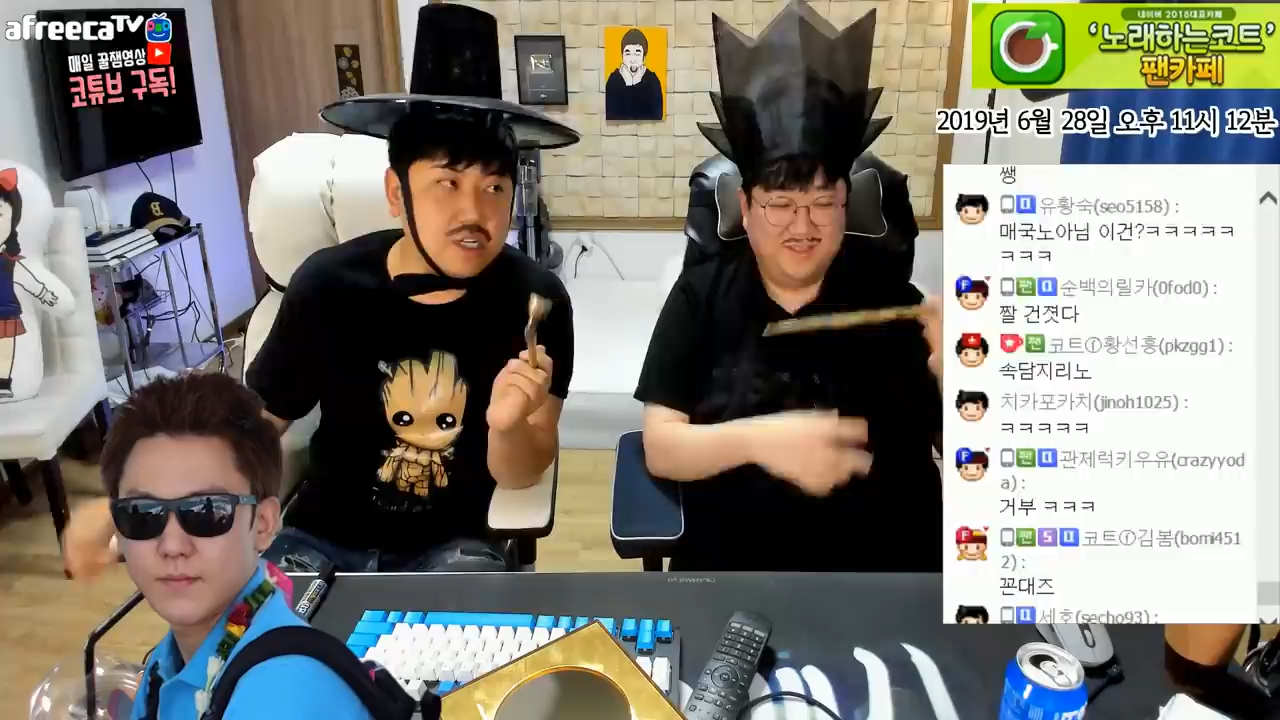 afreecaTV
매일 꿀잼영상
코튜브 구독!
네이버 2018대표카페
'노래하는코트'
팬카페
2019년 6월 28일 오후 11시 12분
쌩
유황숙(seo5158) :
매국노아님 이건?ㅋㅋㅋㅋㅋ
ㅋㅋㅋ
순백의릴카(0fod0) :
짤 건졋다
코트ⓕ황선홍(pkzgg1) :
속담지리노
치카포카치(jinoh1025) :
ㅋㅋㅋㅋㅋ
관제럭키우유(crazyyod
a) :
거부 ㅋㅋㅋ
코트ⓕ김봄(bomi451
2) :
꼰대즈
세호(secho93) :